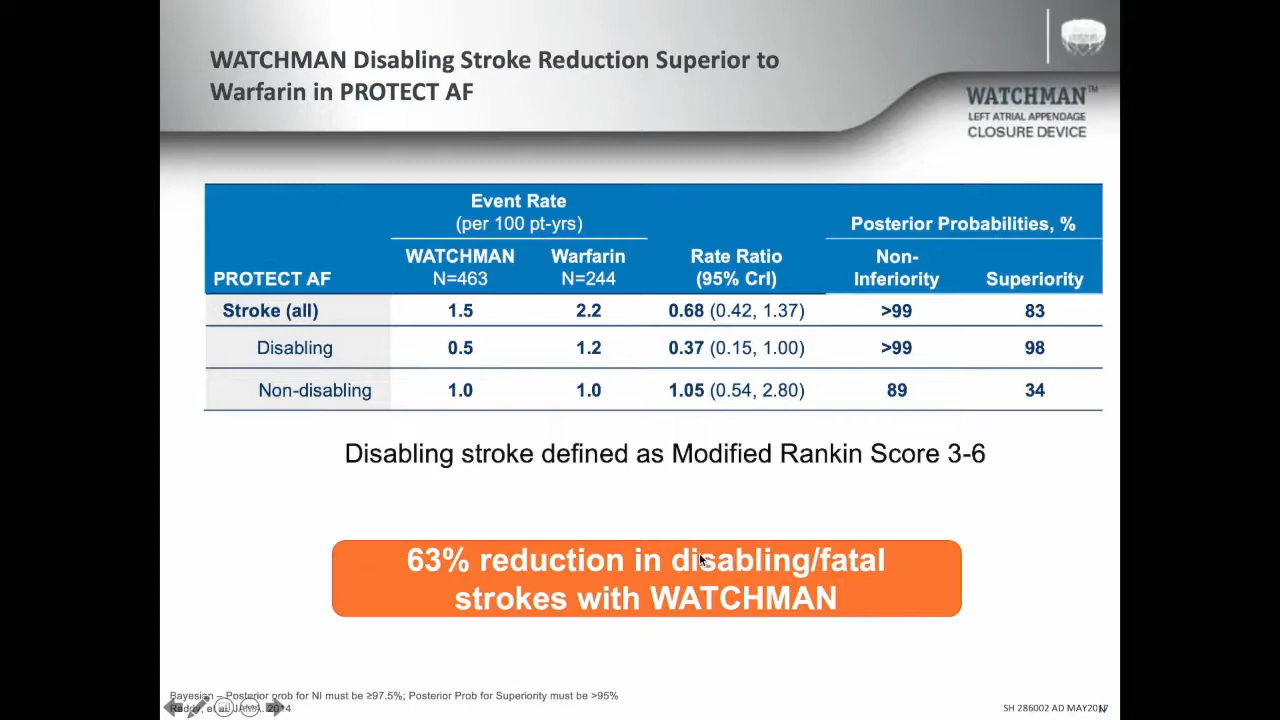 WATCHMAN Disabling Stroke Reduction Superior to
Warfarin in PROTECT AF
WATCHMAN™
LEFT ATRIAL APPENDAGE
CLOSURE DEVICE
Event Rate
(per 100 pt-yrs)
Posterior Probabilities, %
PROTECT AF
WATCHMAN
N=463
Warfarin
N=244
Rate Ratio
(95% CrI)
Non-
Inferiority
Superiority
Stroke (all) 1.5 2.2 0.68 (0.42, 1.37) >99 83
Disabling 0.5 1.2 0.37 (0.15, 1.00) >99 98
Non-disabling 1.0 1.0 1.05 (0.54, 2.80) 89 34
Disabling stroke defined as Modified Rankin Score 3-6
63% reduction in disabling/fatal
strokes with WATCHMAN
Bayesian – Posterior prob for NI must be ≥97.5%; Posterior Prob for Superiority must be >95%
Reddy, et al. JAMA. 2014
SH 286002 AD MAY2017